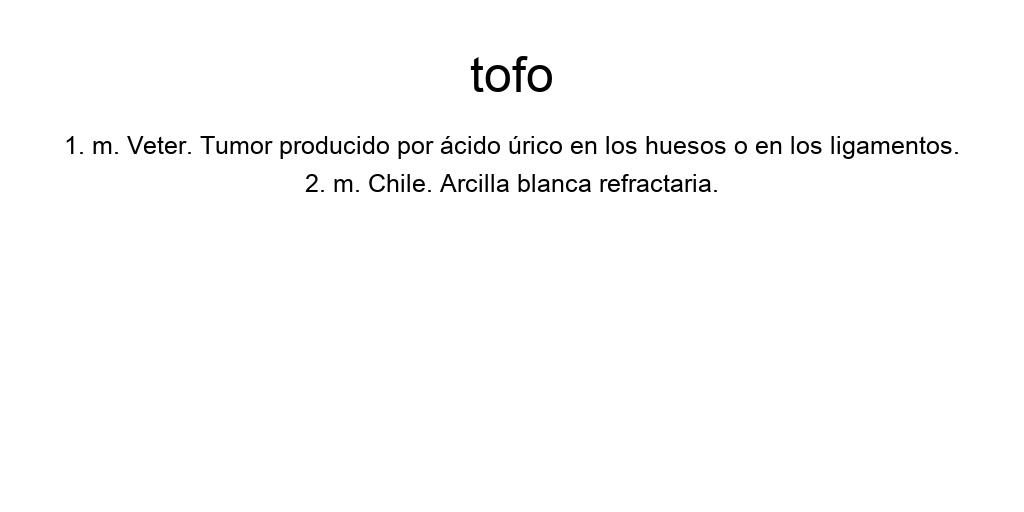 tofo
1. m. Veter. Tumor producido por ácido úrico en los huesos o en los ligamentos.
2. m. Chile. Arcilla blanca refractaria.